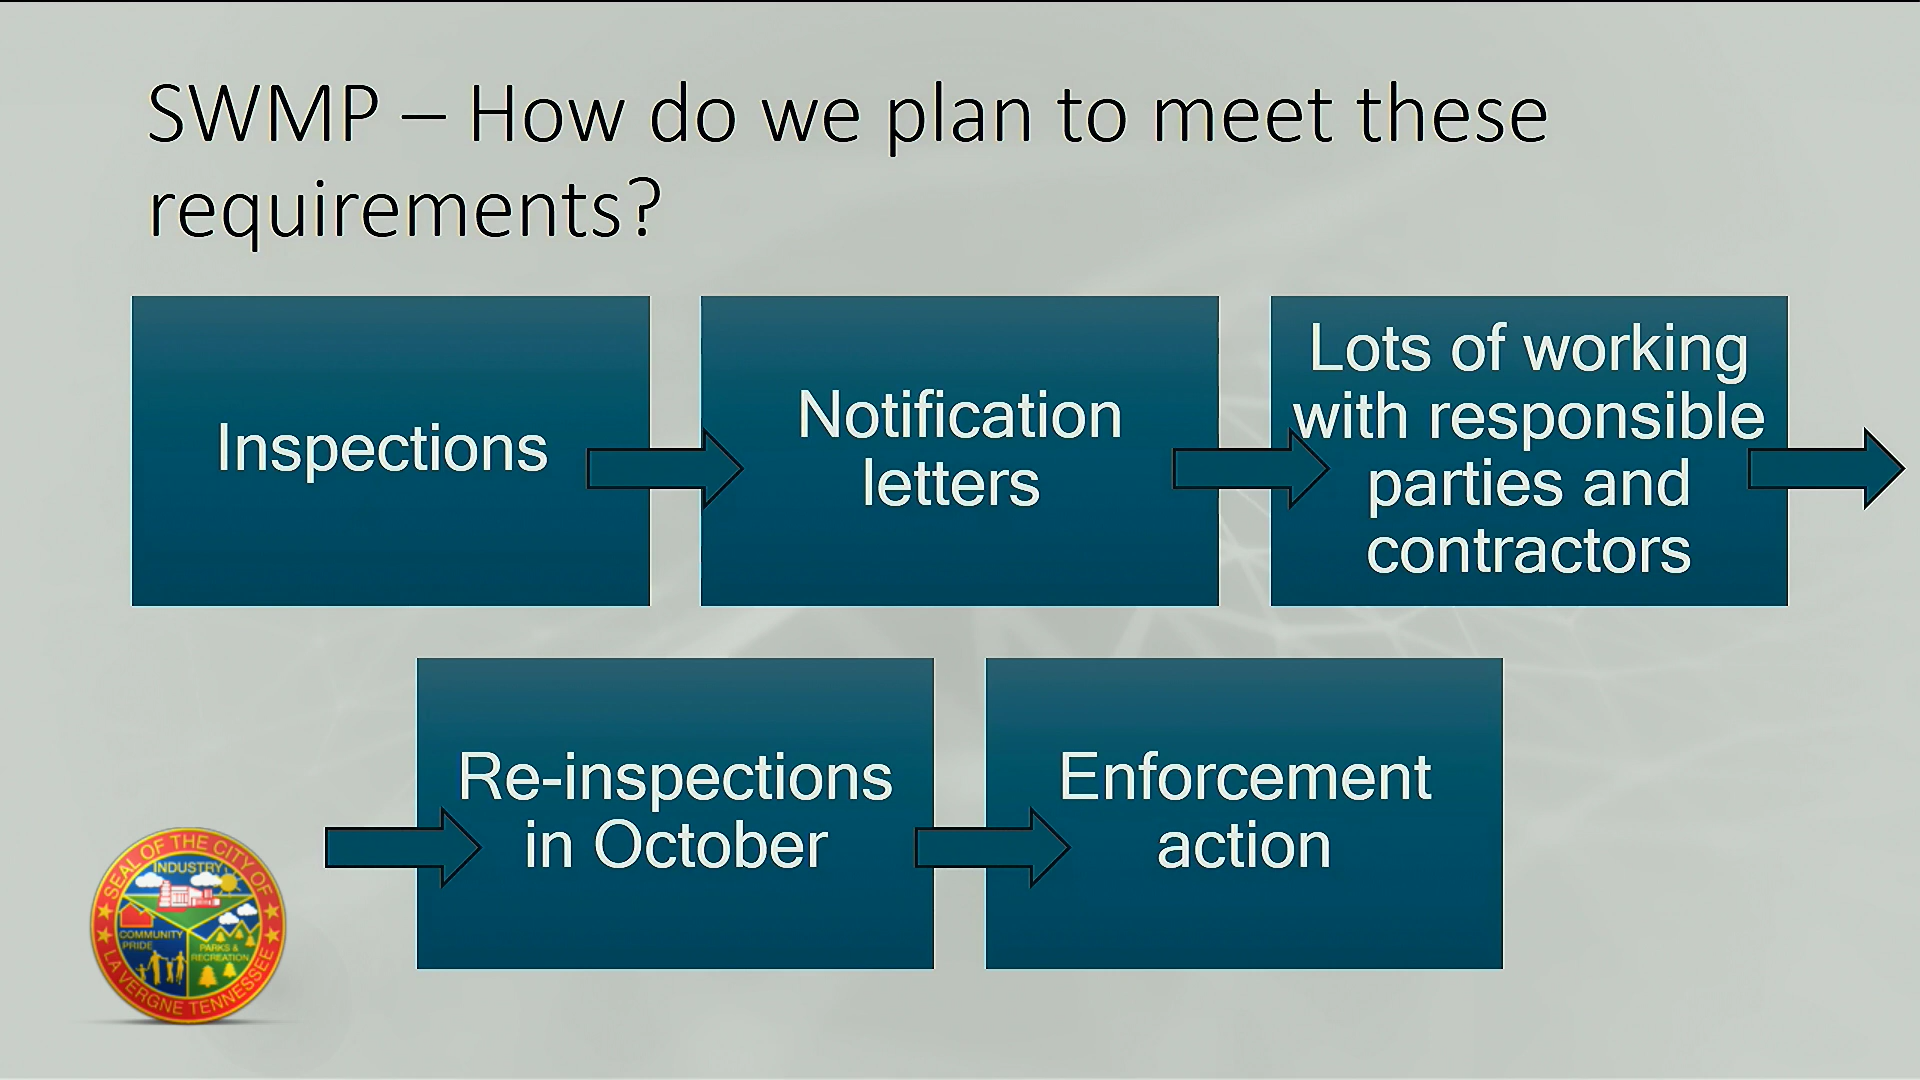 SWMP – How do we plan to meet these
requirements?
Inspections
Notification
letters
Lots of working
with responsible
parties and
contractors
Re-inspections
in October
Enforcement
action
SEAL OF THE CITY OF
LA VERGNE TENNESSEE
INDUSTRY
COMMUNITY
PRIDE
PARKS &
RECREATION